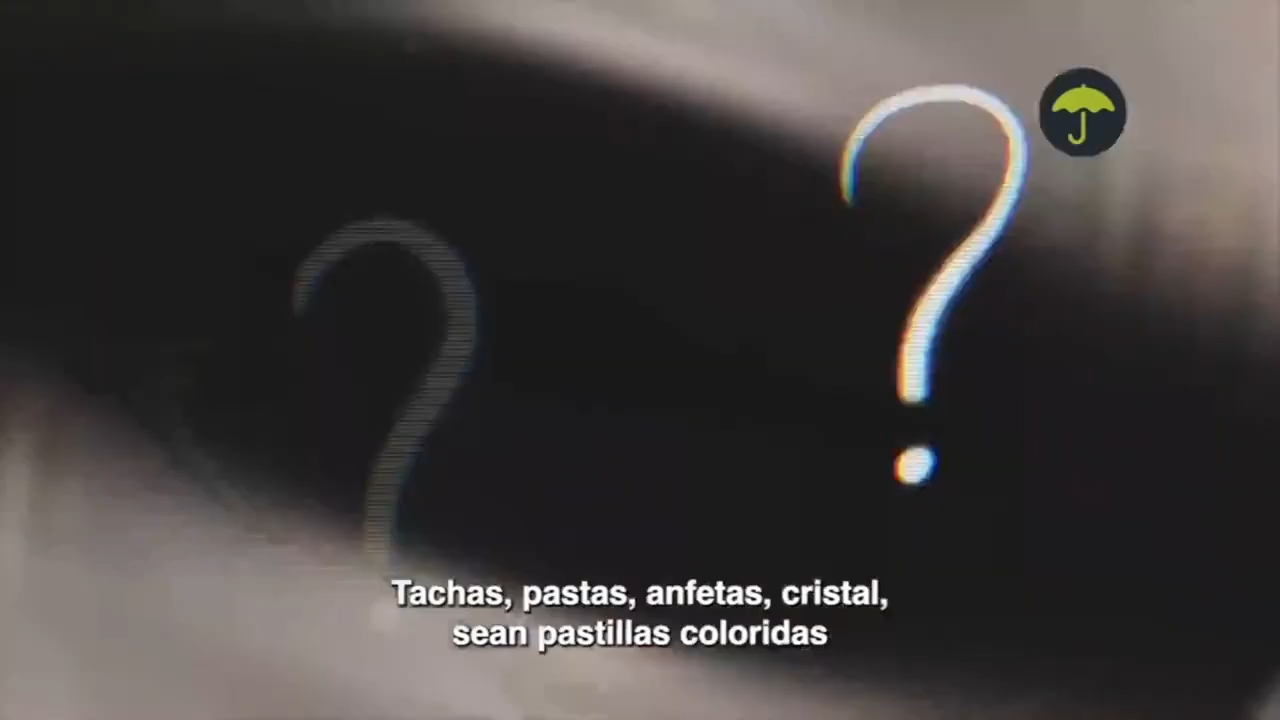 ?
?
Tachas, pastas, anfetas, cristal,
sean pastillas coloridas